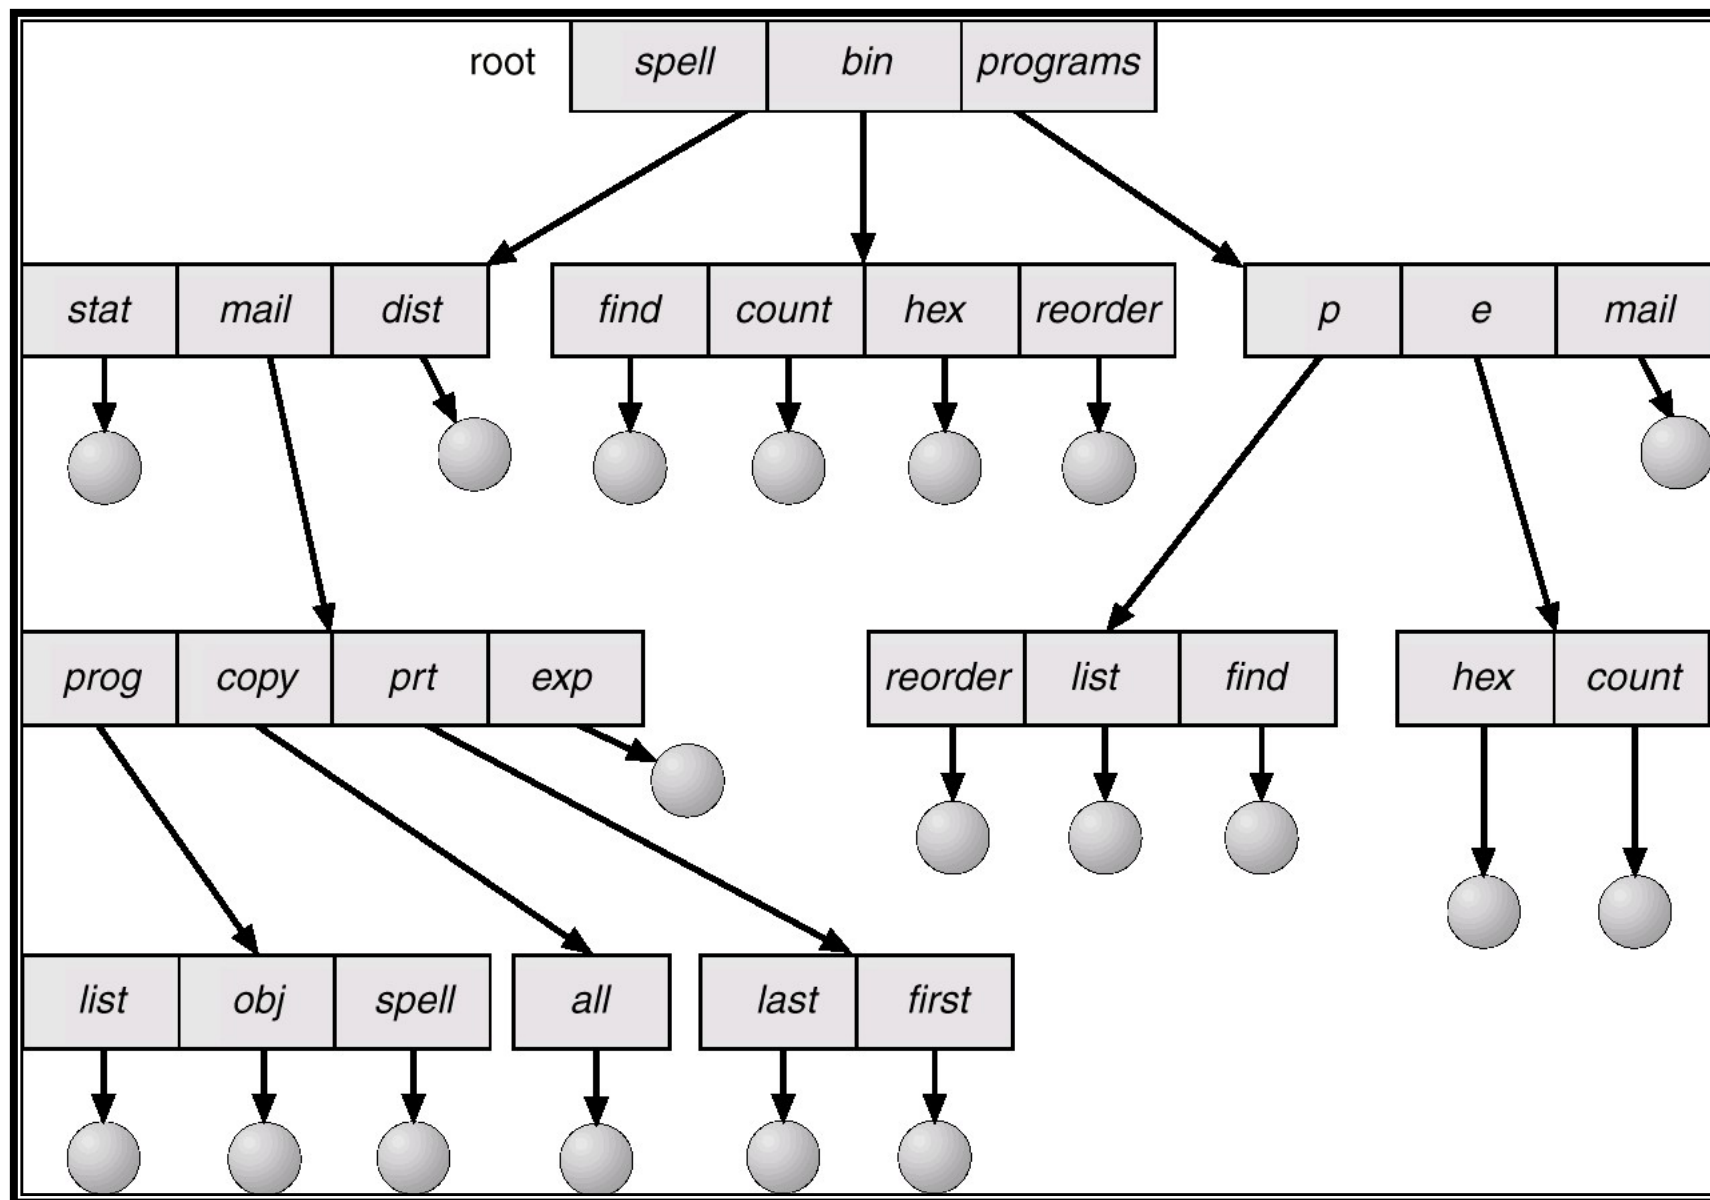 root spell bin programs
stat mail dist find count hex reorder p e mail
prog copy prt exp reorder list find hex count
list obj spell all last first